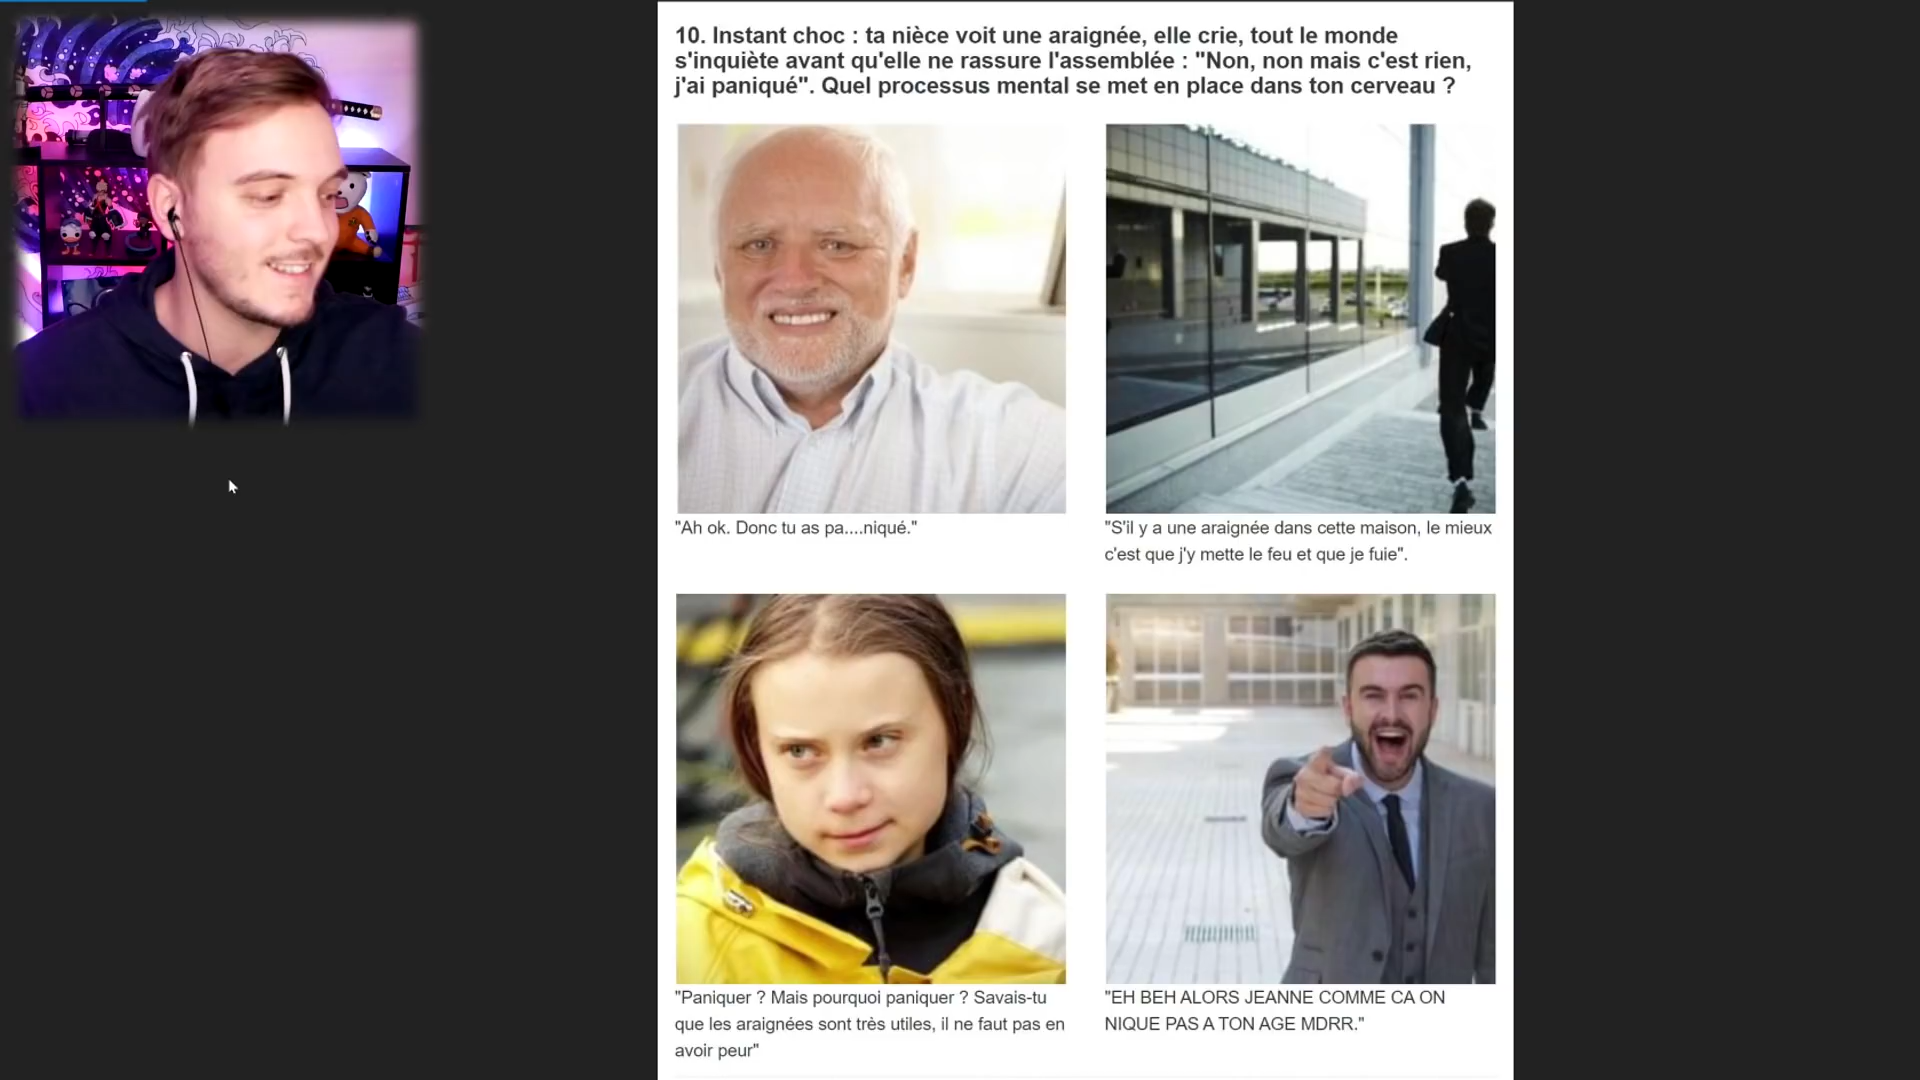 10. Instant choc : ta nièce voit une araignée, elle crie, tout le monde
s'inquiète avant qu'elle ne rassure l'assemblée : "Non, non mais c'est rien,
j'ai paniqué". Quel processus mental se met en place dans ton cerveau ?
"Ah ok. Donc tu as pa....niqué."
"S'il y a une araignée dans cette maison, le mieux
c'est que j'y mette le feu et que je fuie".
"Paniquer ? Mais pourquoi paniquer ? Savais-tu
que les araignées sont très utiles, il ne faut pas en
avoir peur"
"EH BEH ALORS JEANNE COMME CA ON
NIQUE PAS A TON AGE MDRR."